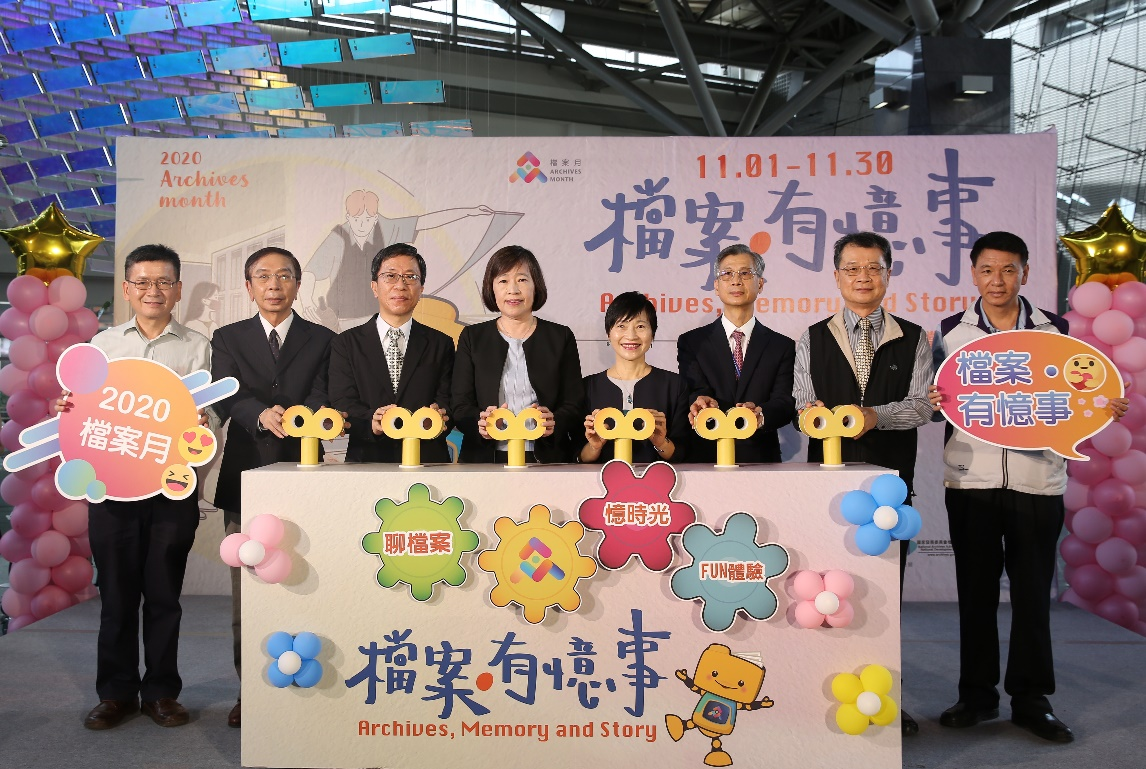 2020
Archives
month
檔案月
ARCHIVES
MONTH
11.01-11.30
檔案·有憶事
Archives, Memory and Story
2020
檔案月
檔案·
有憶事
聊檔案
憶時光
FUN體驗
檔案·有憶事
Archives, Memory and Story